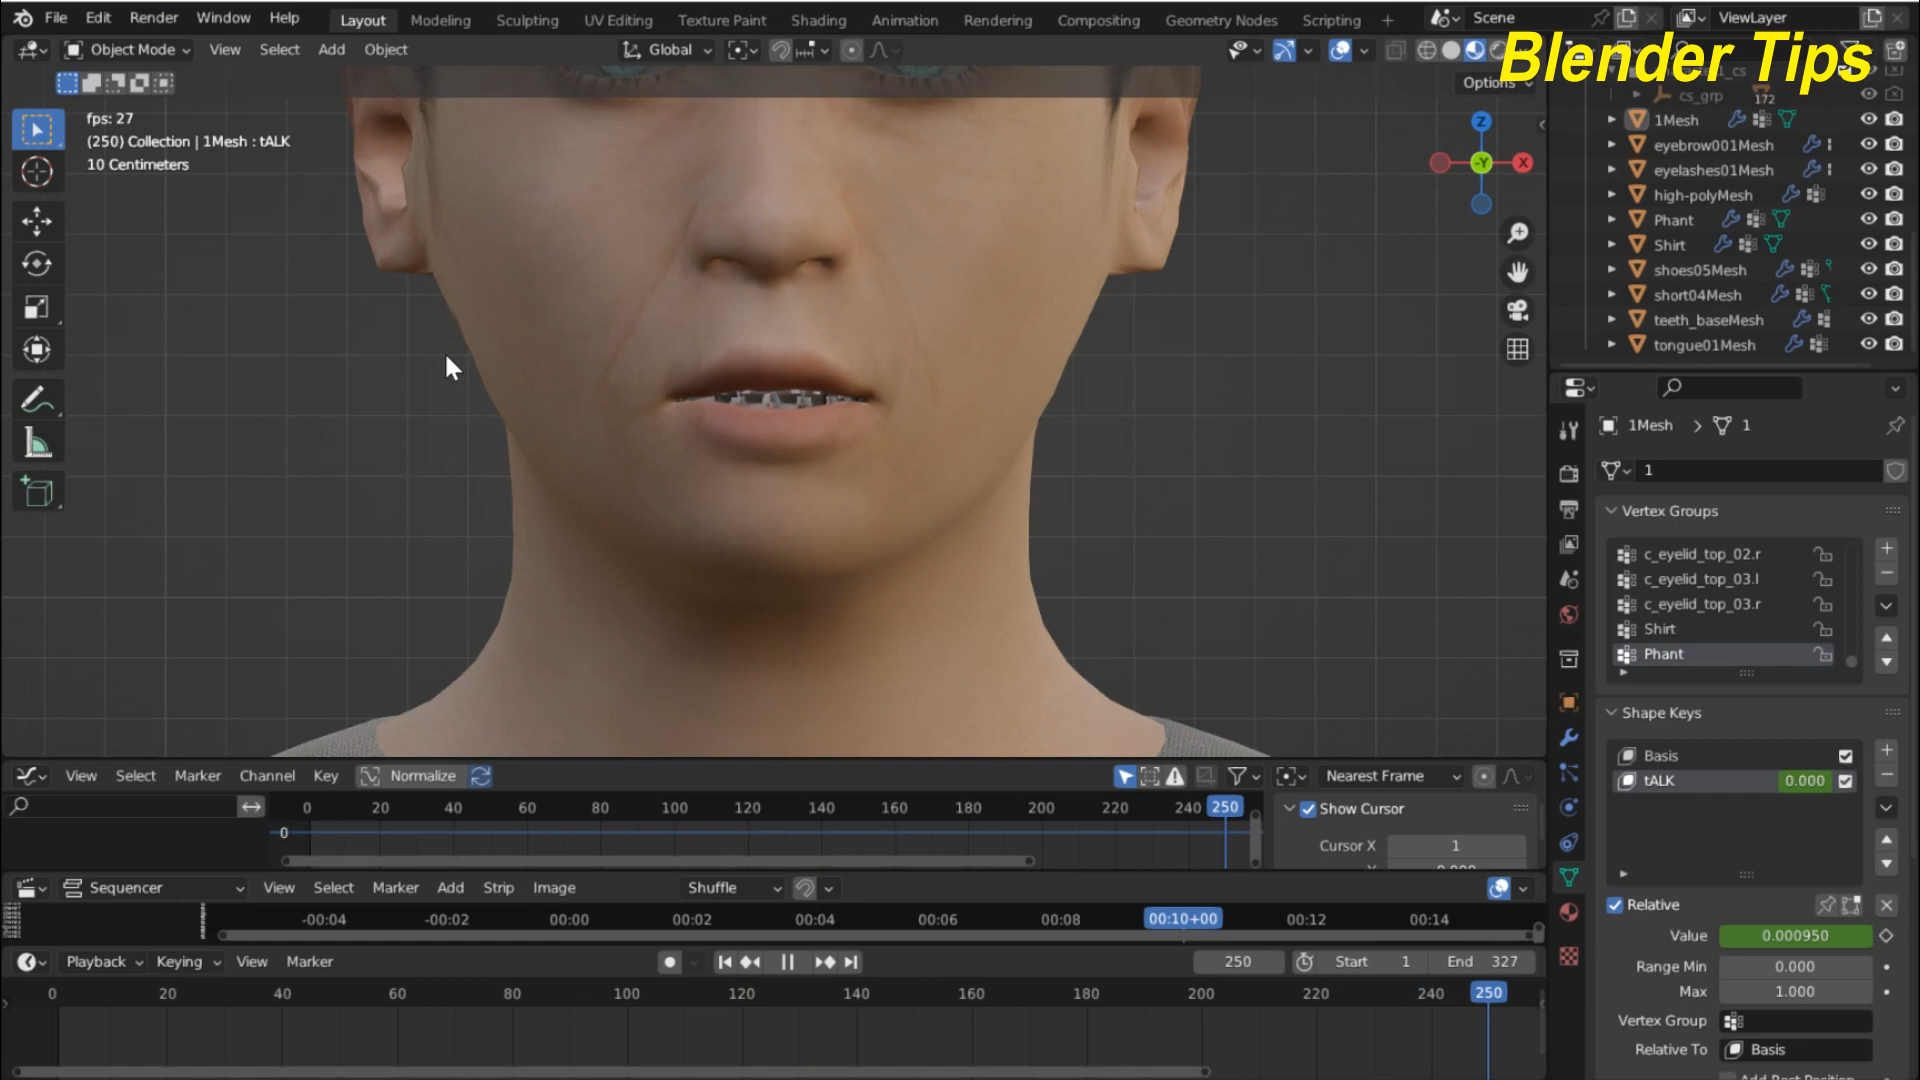 File Edit Render Window Help Layout Modeling Sculpting UV Editing Texture Paint Shading Animation Rendering Compositing Geometry Nodes Scripting + Scene ViewLayer
Object Mode View Select Add Object Global
Blender Tips
Options
fps: 27
(250) Collection | 1Mesh : tALK
10 Centimeters
Z
-Y
X
cs_grp
172
1Mesh
eyebrow001Mesh
eyelashes01Mesh
high-polyMesh
Phant
Shirt
shoes05Mesh
short04Mesh
teeth_baseMesh
tongue01Mesh
1Mesh > 1
1
Vertex Groups
c_eyelid_top_02.r
c_eyelid_top_03.l
c_eyelid_top_03.r
Shirt
Phant
Shape Keys
Basis
tALK 0.000
Relative
Value 0.000950
Range Min 0.000
Max 1.000
Vertex Group
Relative To Basis
View Select Marker Channel Key Normalize Nearest Frame
0 20 40 60 80 100 120 140 160 180 200 220 240 250
0
Show Cursor
Cursor X 1
Sequencer View Select Marker Add Strip Image Shuffle
-00:04 -00:02 00:00 00:02 00:04 00:06 00:08 00:10+00 00:12 00:14
Playback Keying View Marker 250 Start 1 End 327
0 20 40 60 80 100 120 140 160 180 200 220 240 250